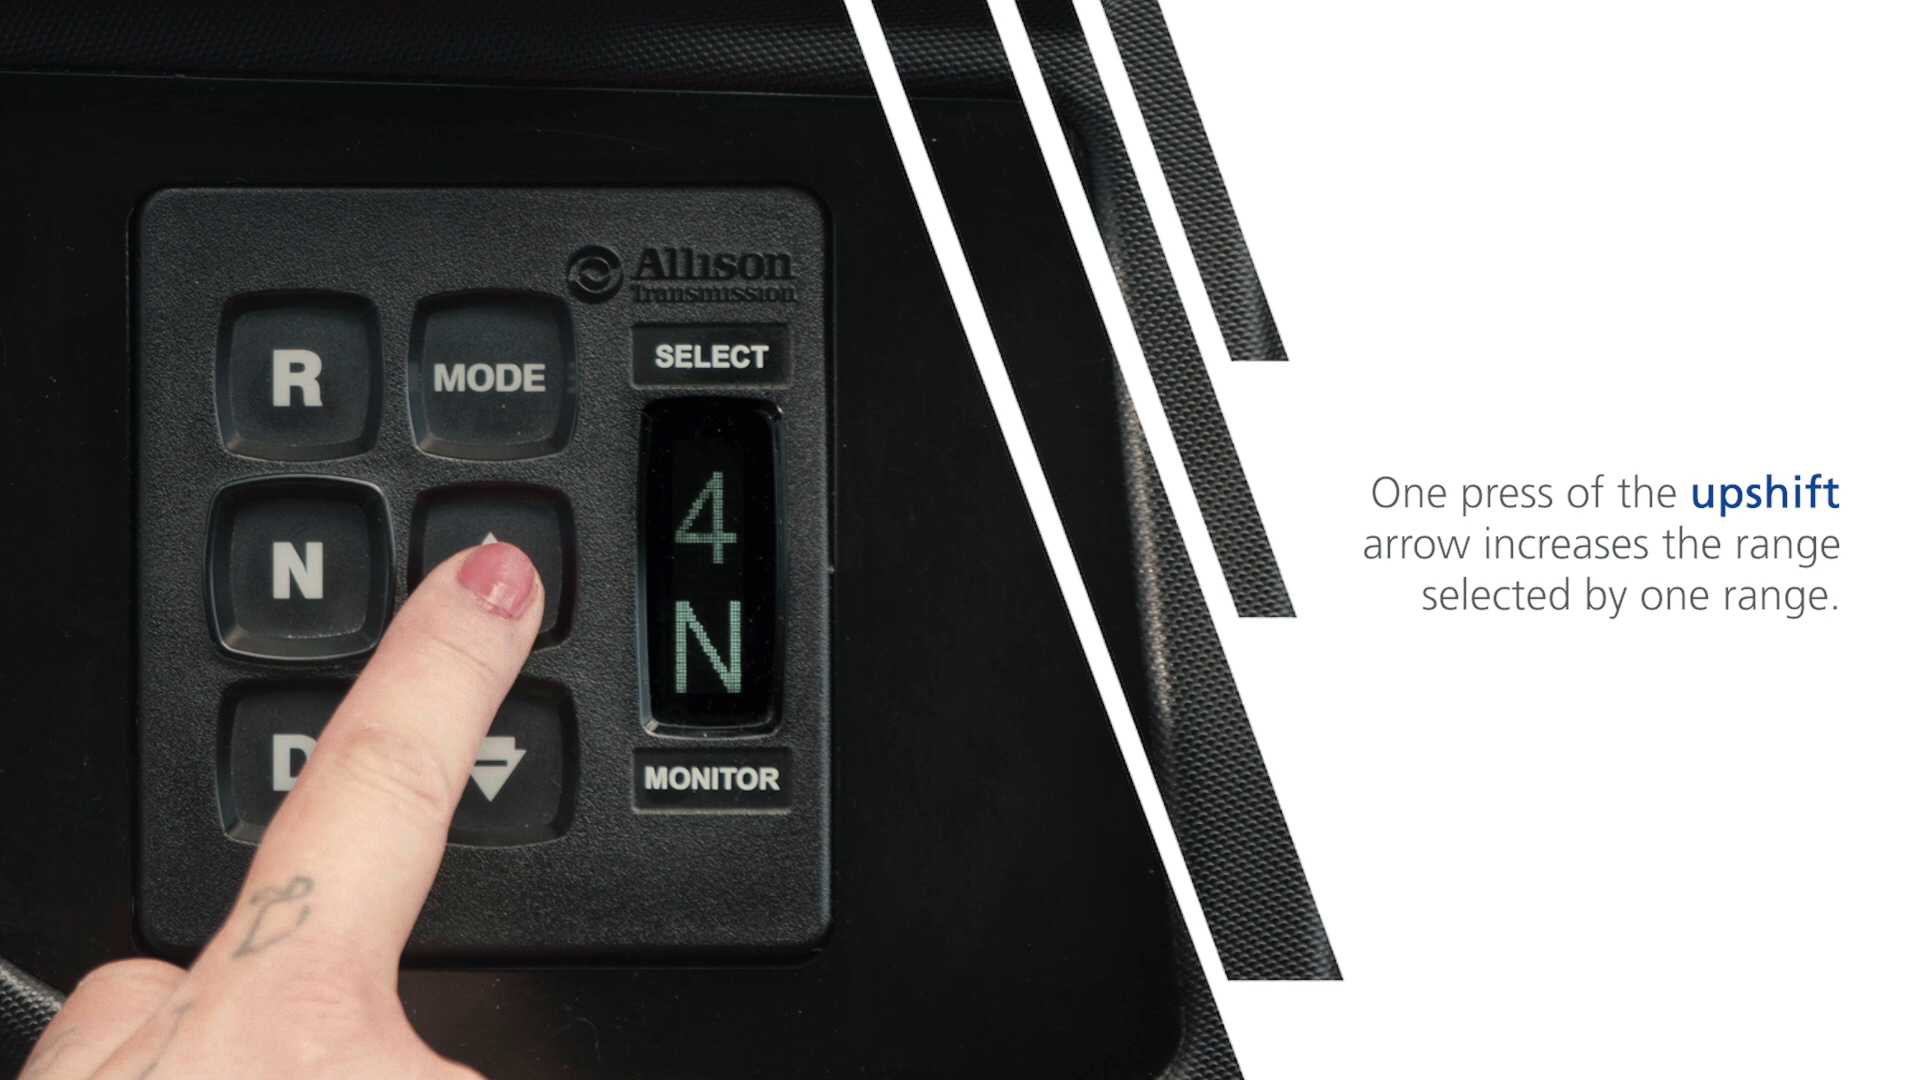 Allison
Transmission
R
MODE
SELECT
N
4
N
D
MONITOR
One press of the upshift
arrow increases the range
selected by one range.